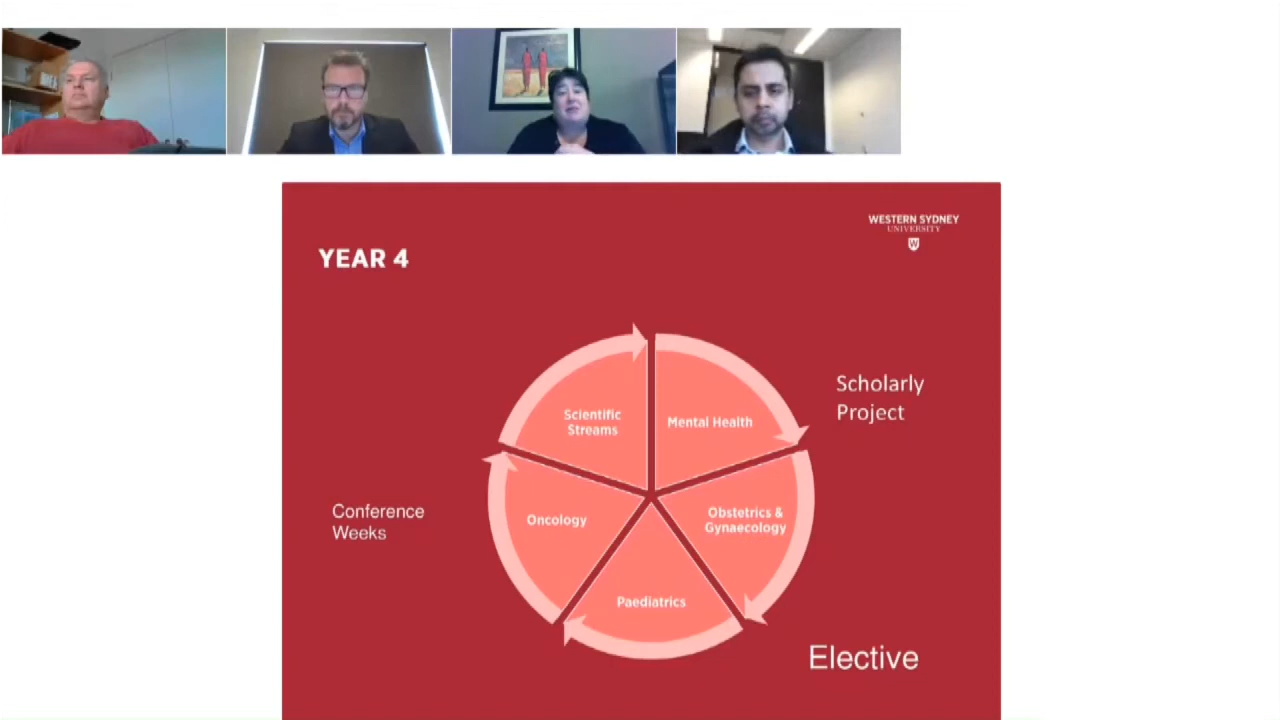 WESTERN SYDNEY
UNIVERSITY
W
YEAR 4
Scholarly
Project
Scientific
Streams
Mental Health
Conference
Weeks
Oncology
Obstetrics &
Gynaecology
Paediatrics
Elective